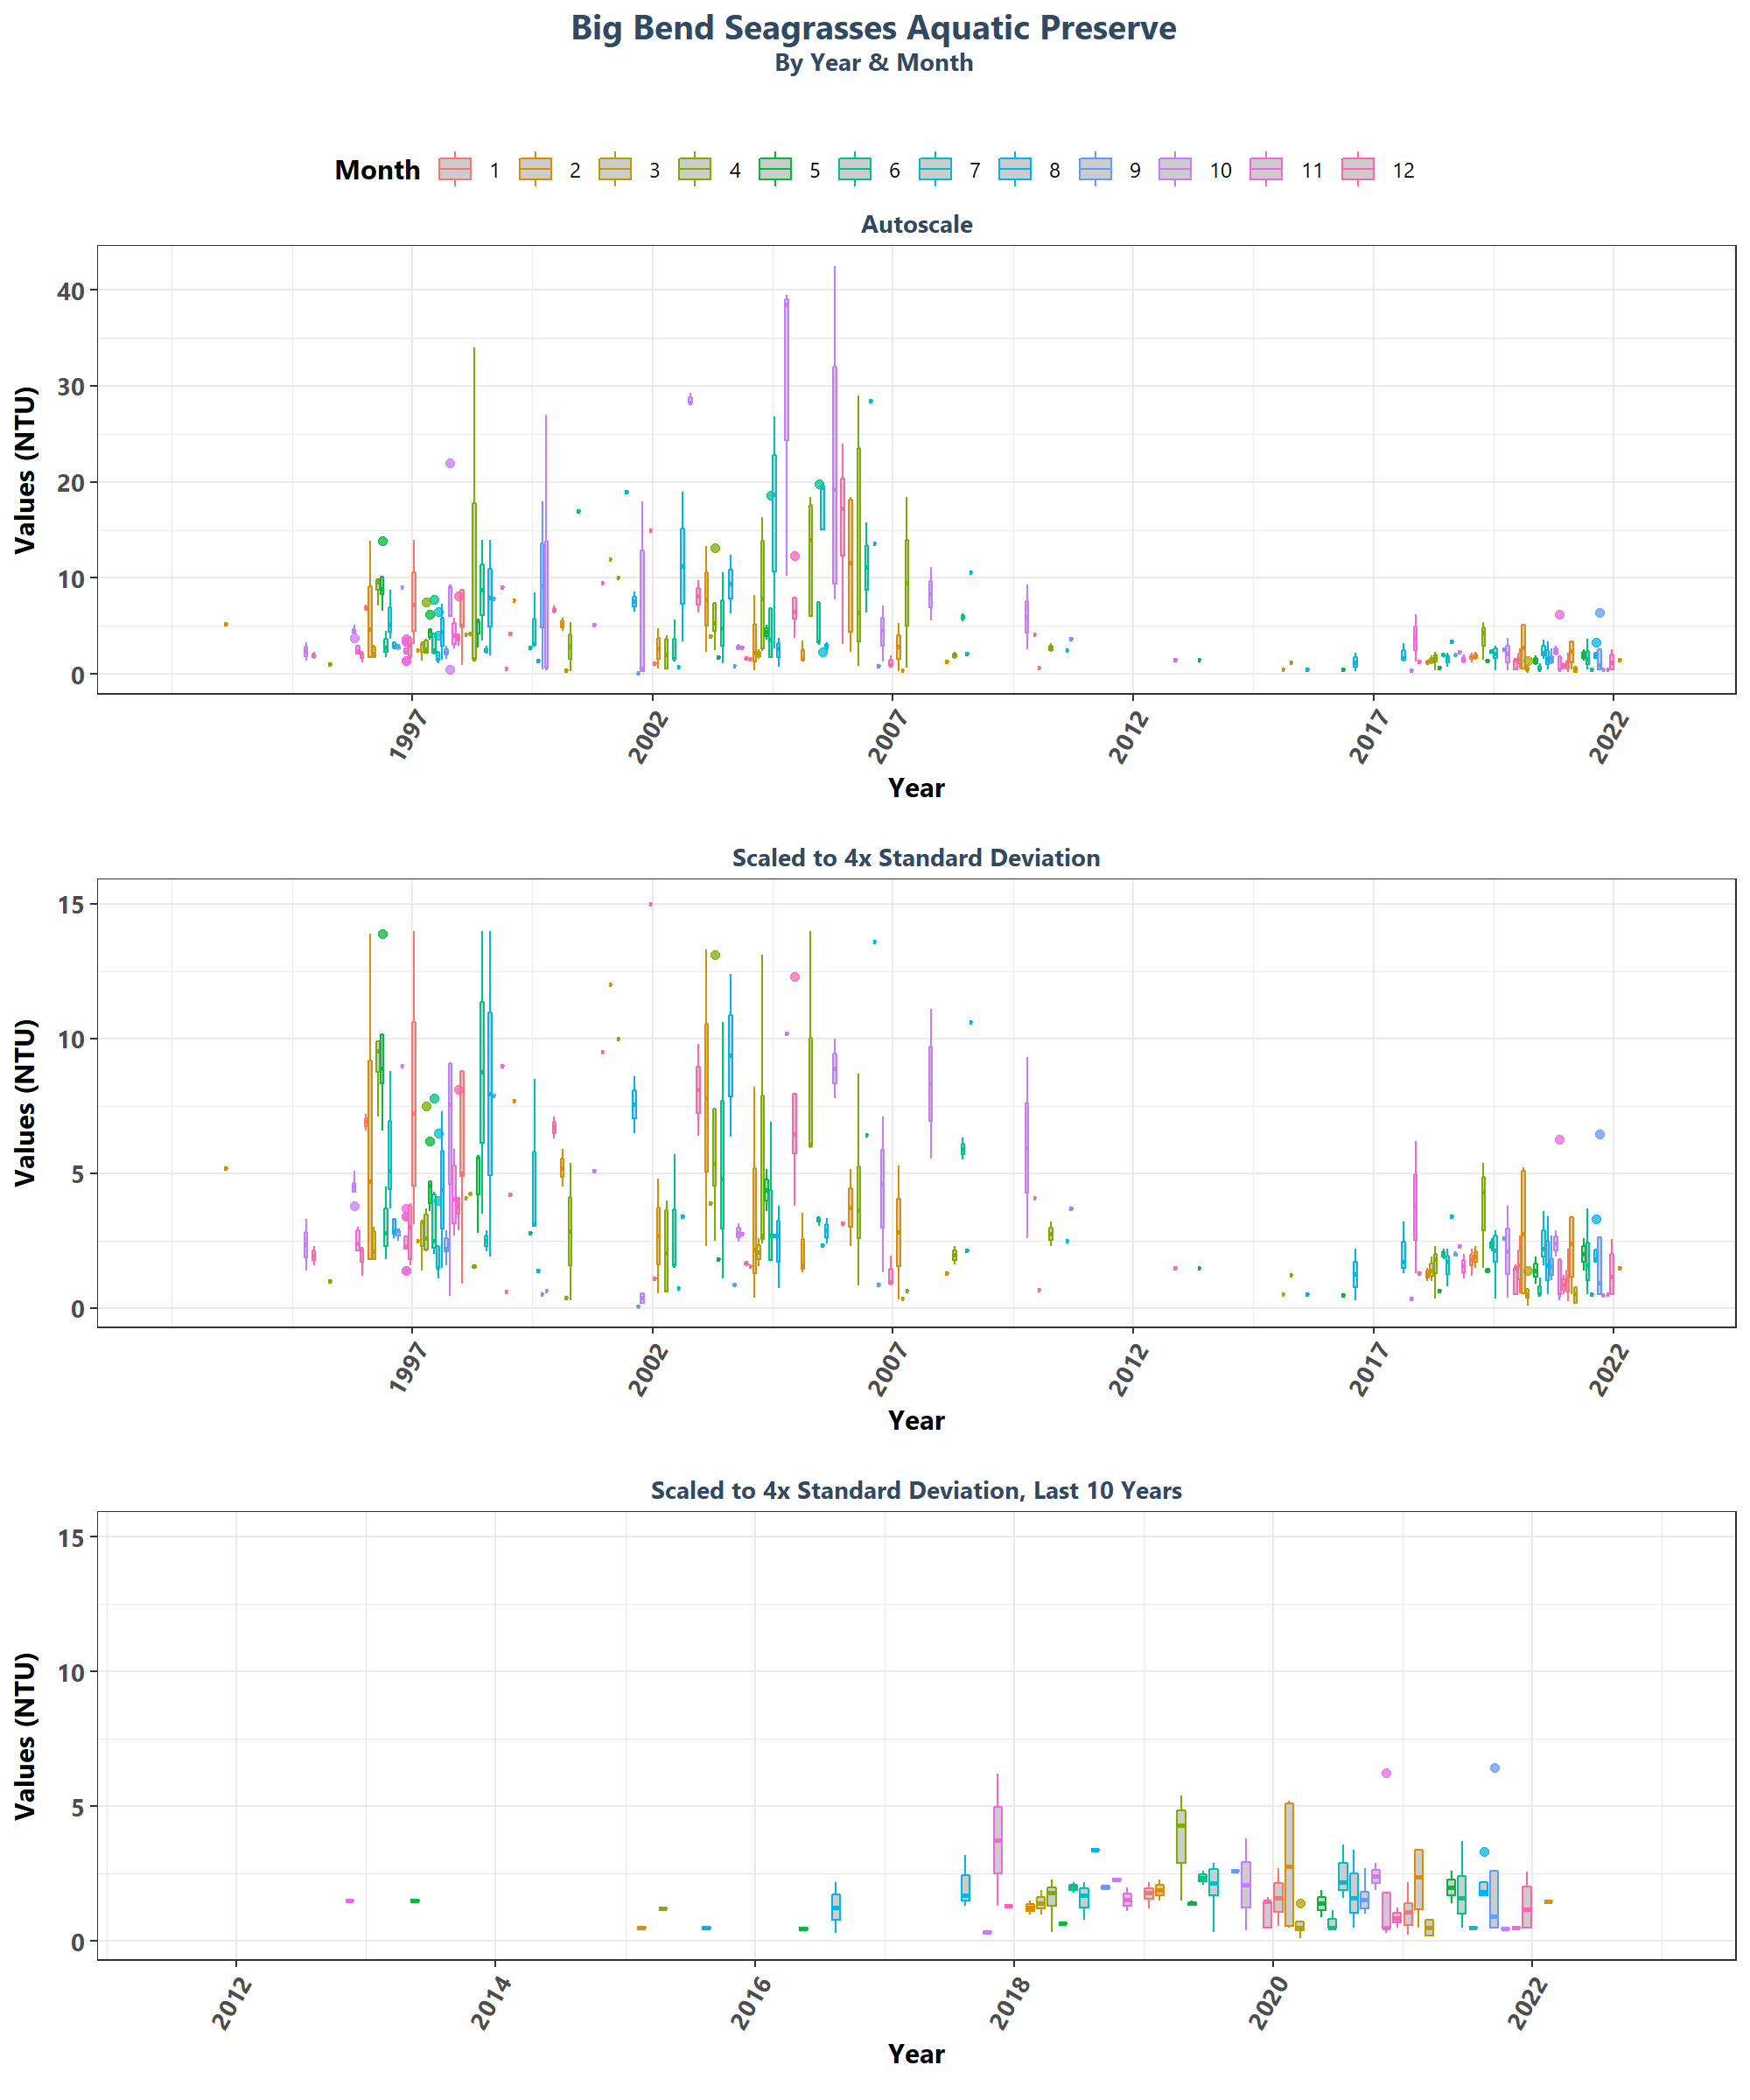 Big Bend Seagrasses Aquatic Preserve
By Year & Month
Month 1 2 3 4 5 6 7 8 9 10 11 12
Autoscale
Values (NTU)
40
30
20
10
0
1997 2002 2007 2012 2017 2022
Year
Scaled to 4x Standard Deviation
Values (NTU)
15
10
5
0
1997 2002 2007 2012 2017 2022
Year
Scaled to 4x Standard Deviation, Last 10 Years
Values (NTU)
15
10
5
0
2012 2014 2016 2018 2020 2022
Year